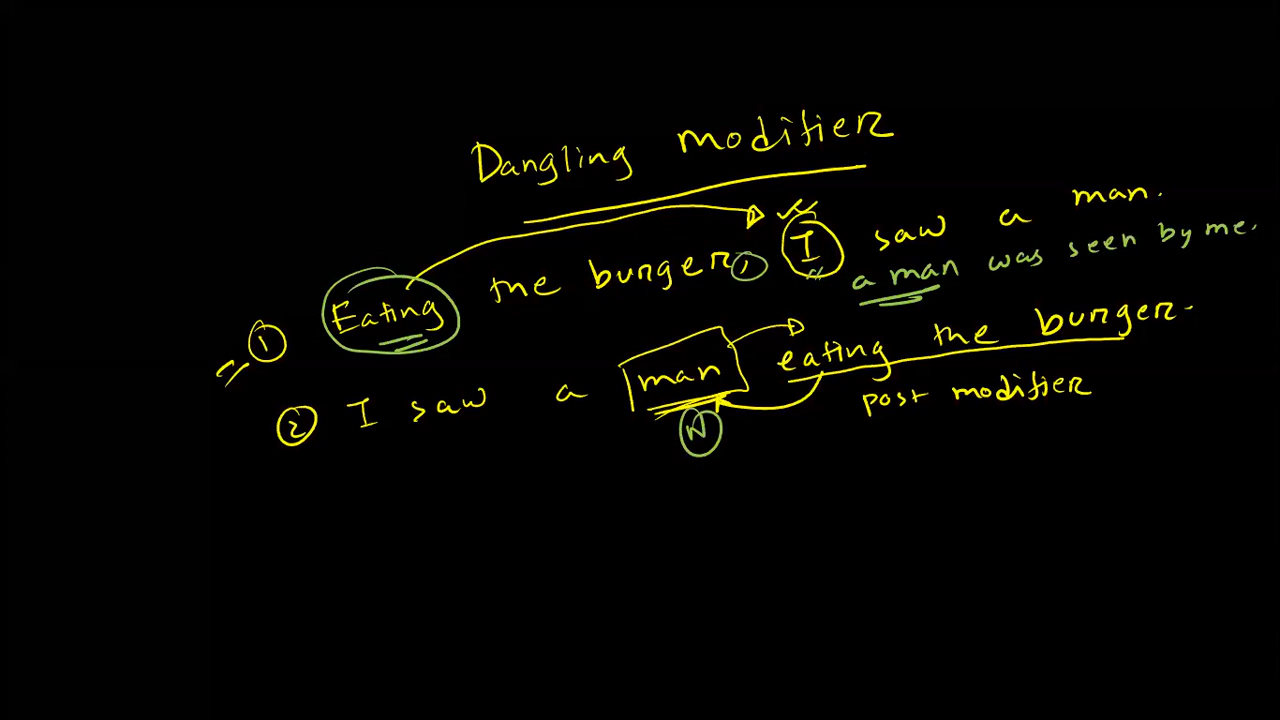 Dangling modifier
① Eating the burger, I saw a man.
a man was seen by me.
② I saw a man eating the burger.
N post modifier